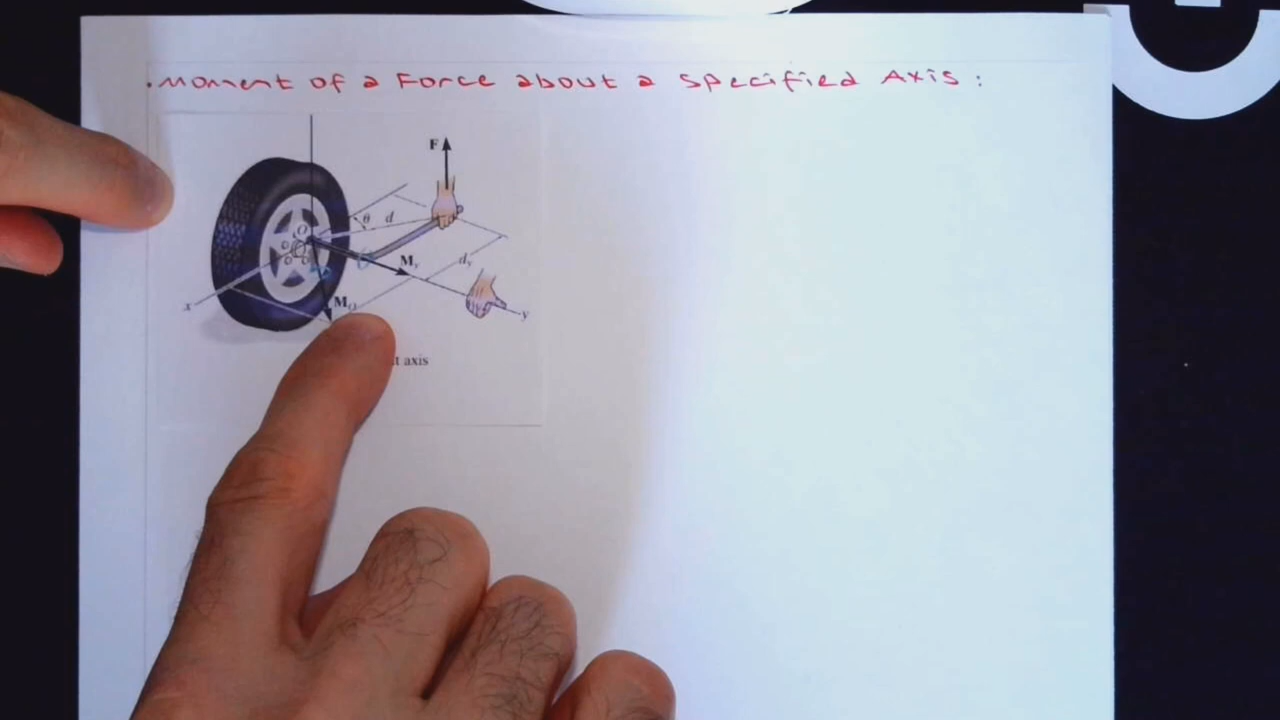 . Moment of a Force about a Specified Axis :
F
θ d
O
My dy
x
MO
y
t axis